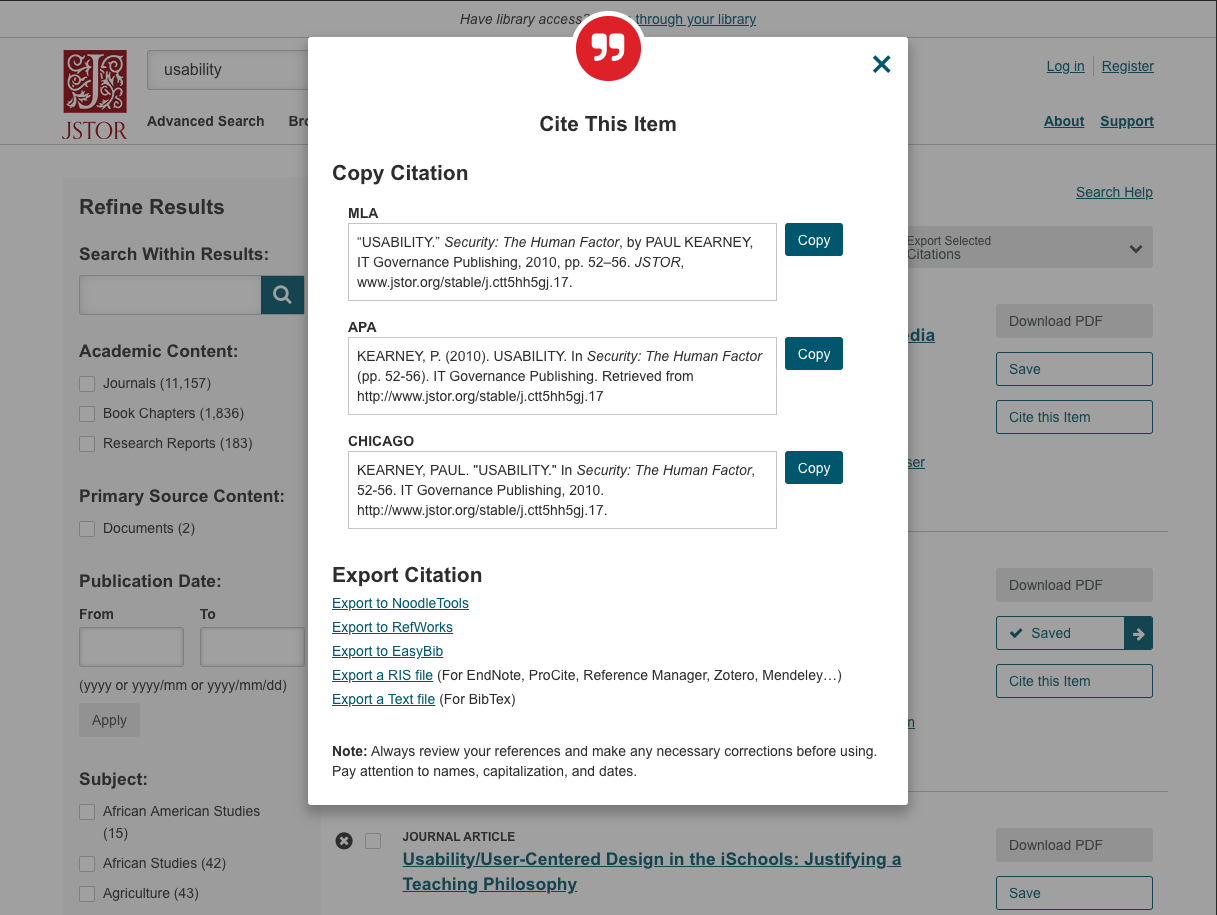 Have library access? through your library
JSTOR
usability
Log in
Register
Advanced Search
About
Support
Cite This Item
Copy Citation
MLA
“USABILITY.” Security: The Human Factor, by PAUL KEARNEY,
IT Governance Publishing, 2010, pp. 52–56. JSTOR,
www.jstor.org/stable/j.ctt5hh5gj.17.
Copy
APA
KEARNEY, P. (2010). USABILITY. In Security: The Human Factor
(pp. 52-56). IT Governance Publishing. Retrieved from
http://www.jstor.org/stable/j.ctt5hh5gj.17
Copy
CHICAGO
KEARNEY, PAUL. "USABILITY." In Security: The Human Factor,
52-56. IT Governance Publishing, 2010.
http://www.jstor.org/stable/j.ctt5hh5gj.17.
Copy
Export Citation
Export to NoodleTools
Export to RefWorks
Export to EasyBib
Export a RIS file (For EndNote, ProCite, Reference Manager, Zotero, Mendeley…)
Export a Text file (For BibTex)
Note: Always review your references and make any necessary corrections before using.
Pay attention to names, capitalization, and dates.
Refine Results
Search Within Results:
Academic Content:
Journals (11,157)
Book Chapters (1,836)
Research Reports (183)
Primary Source Content:
Documents (2)
Publication Date:
From
To
(yyyy or yyyy/mm or yyyy/mm/dd)
Apply
Subject:
African American Studies
(15)
African Studies (42)
Agriculture (43)
Search Help
Export Selected
Citations
Download PDF
Save
Cite this Item
Download PDF
Saved
Cite this Item
JOURNAL ARTICLE
Usability/User-Centered Design in the iSchools: Justifying a
Teaching Philosophy
Download PDF
Save